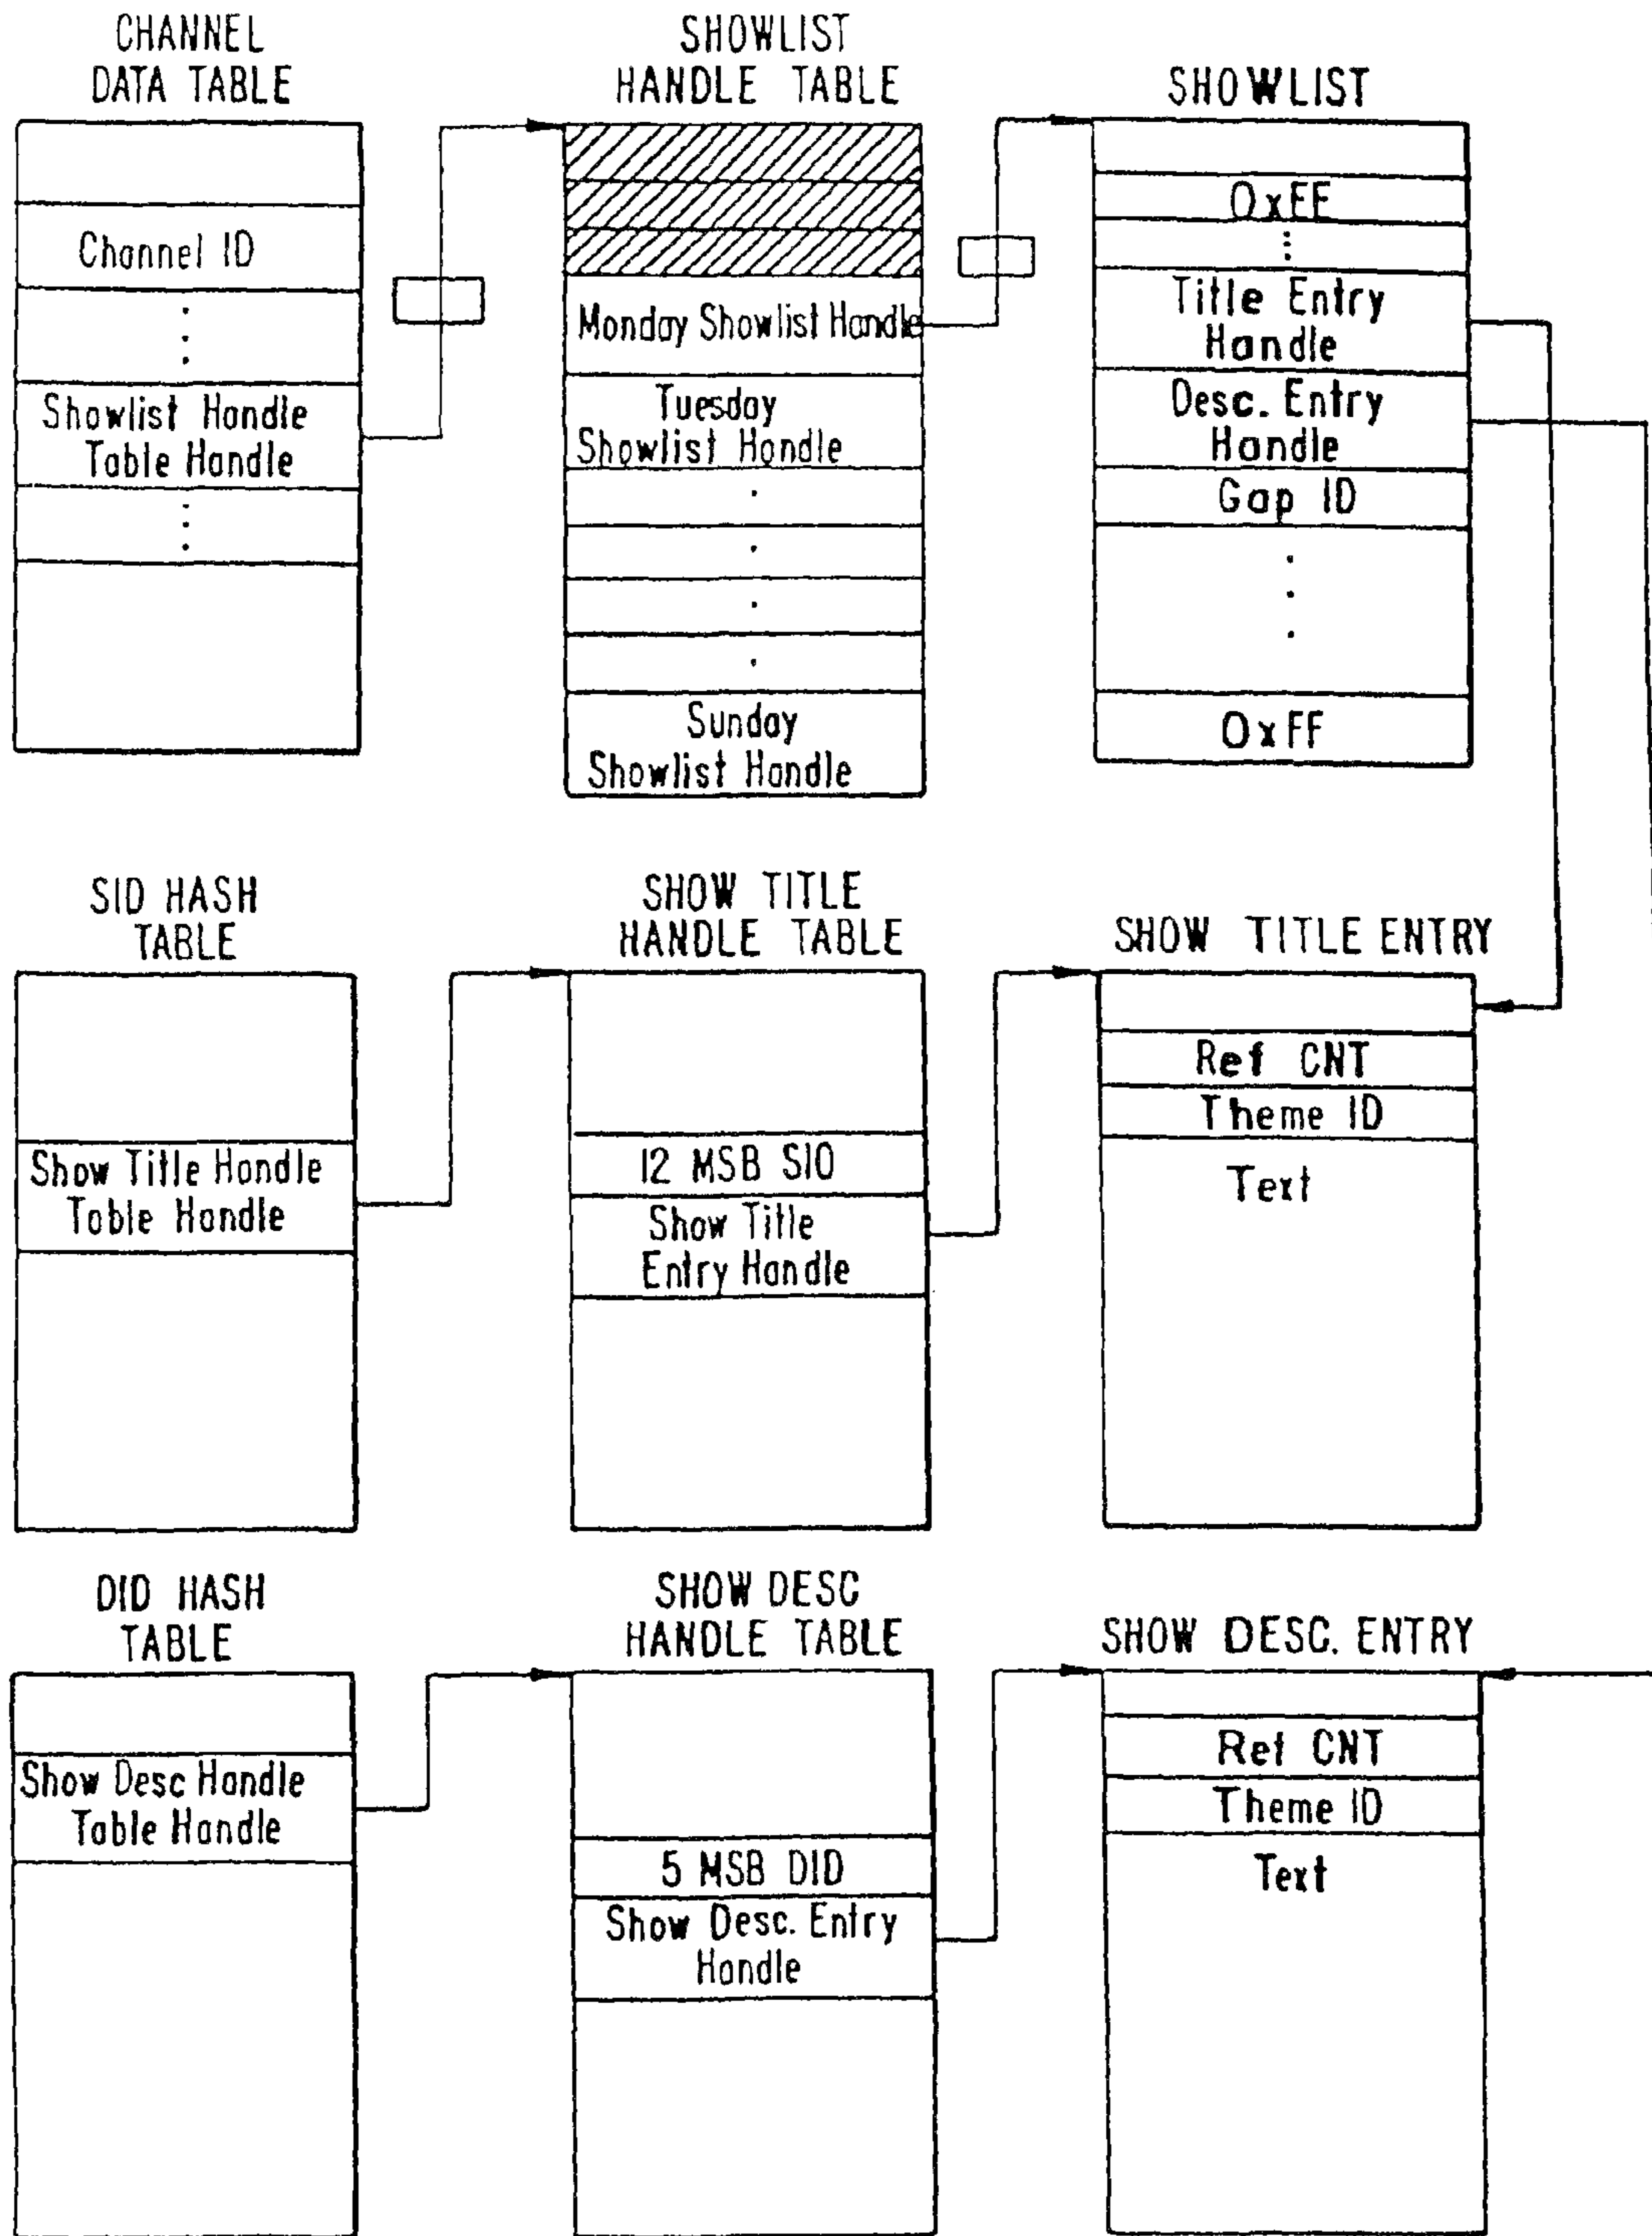 CHANNEL
DATA TABLE
Channel ID
Showlist Handle
Table Handle
SHOWLIST
HANDLE TABLE
Monday Showlist Handle
Tuesday
Showlist Handle
Sunday
Showlist Handle
SHOWLIST
0xFF
Title Entry
Handle
Desc. Entry
Handle
Gap ID
0xFF
SID HASH
TABLE
Show Title Handle
Table Handle
SHOW TITLE
HANDLE TABLE
12 MSB SID
Show Title
Entry Handle
SHOW TITLE ENTRY
Ref CNT
Theme ID
Text
DID HASH
TABLE
Show Desc Handle
Table Handle
SHOW DESC
HANDLE TABLE
5 MSB DID
Show Desc. Entry
Handle
SHOW DESC. ENTRY
Ref CNT
Theme ID
Text